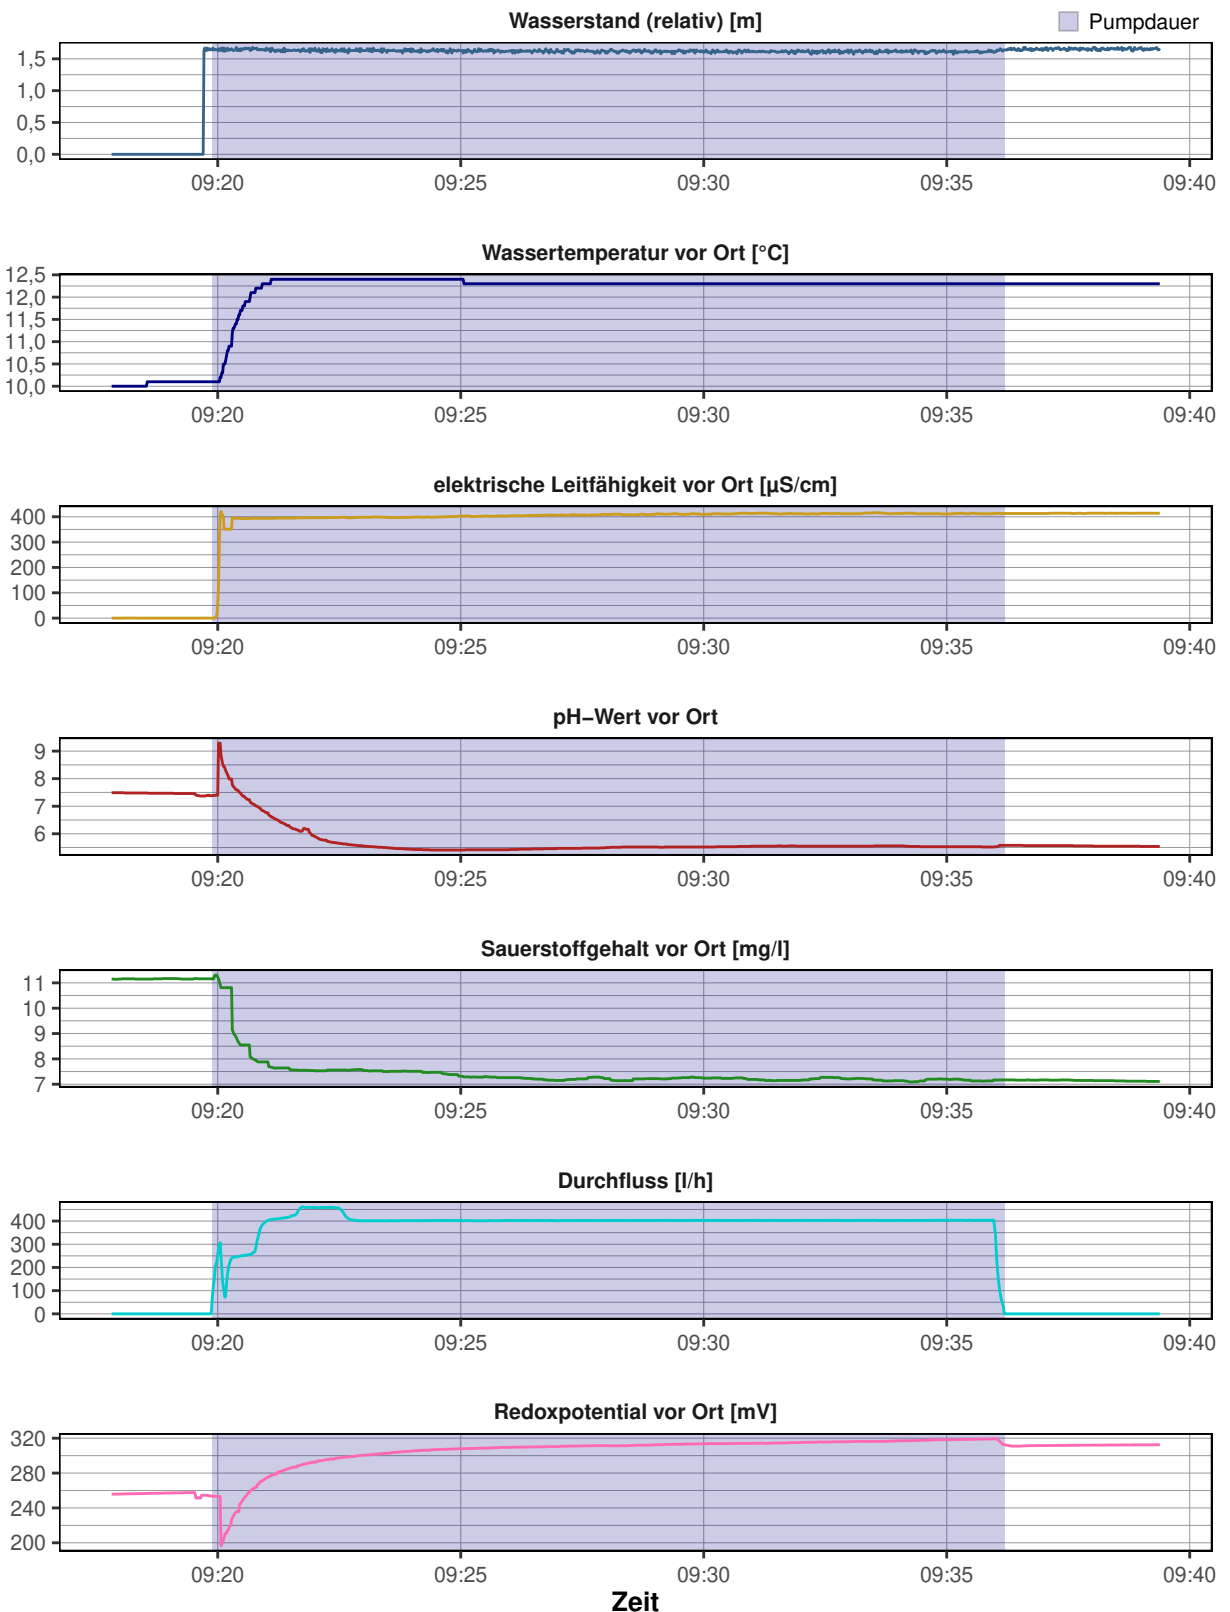 Wasserstand (relativ) [m]
Pumpdauer
1,5
1,0
0,5
0,0
09:20 09:25 09:30 09:35 09:40
Wassertemperatur vor Ort [°C]
12,5
12,0
11,5
11,0
10,5
10,0
09:20 09:25 09:30 09:35 09:40
elektrische Leitfähigkeit vor Ort [µS/cm]
400
300
200
100
0
09:20 09:25 09:30 09:35 09:40
pH−Wert vor Ort
9
8
7
6
09:20 09:25 09:30 09:35 09:40
Sauerstoffgehalt vor Ort [mg/l]
11
10
9
8
7
09:20 09:25 09:30 09:35 09:40
Durchfluss [l/h]
400
300
200
100
0
09:20 09:25 09:30 09:35 09:40
Redoxpotential vor Ort [mV]
320
280
240
200
09:20 09:25 09:30 09:35 09:40
Zeit